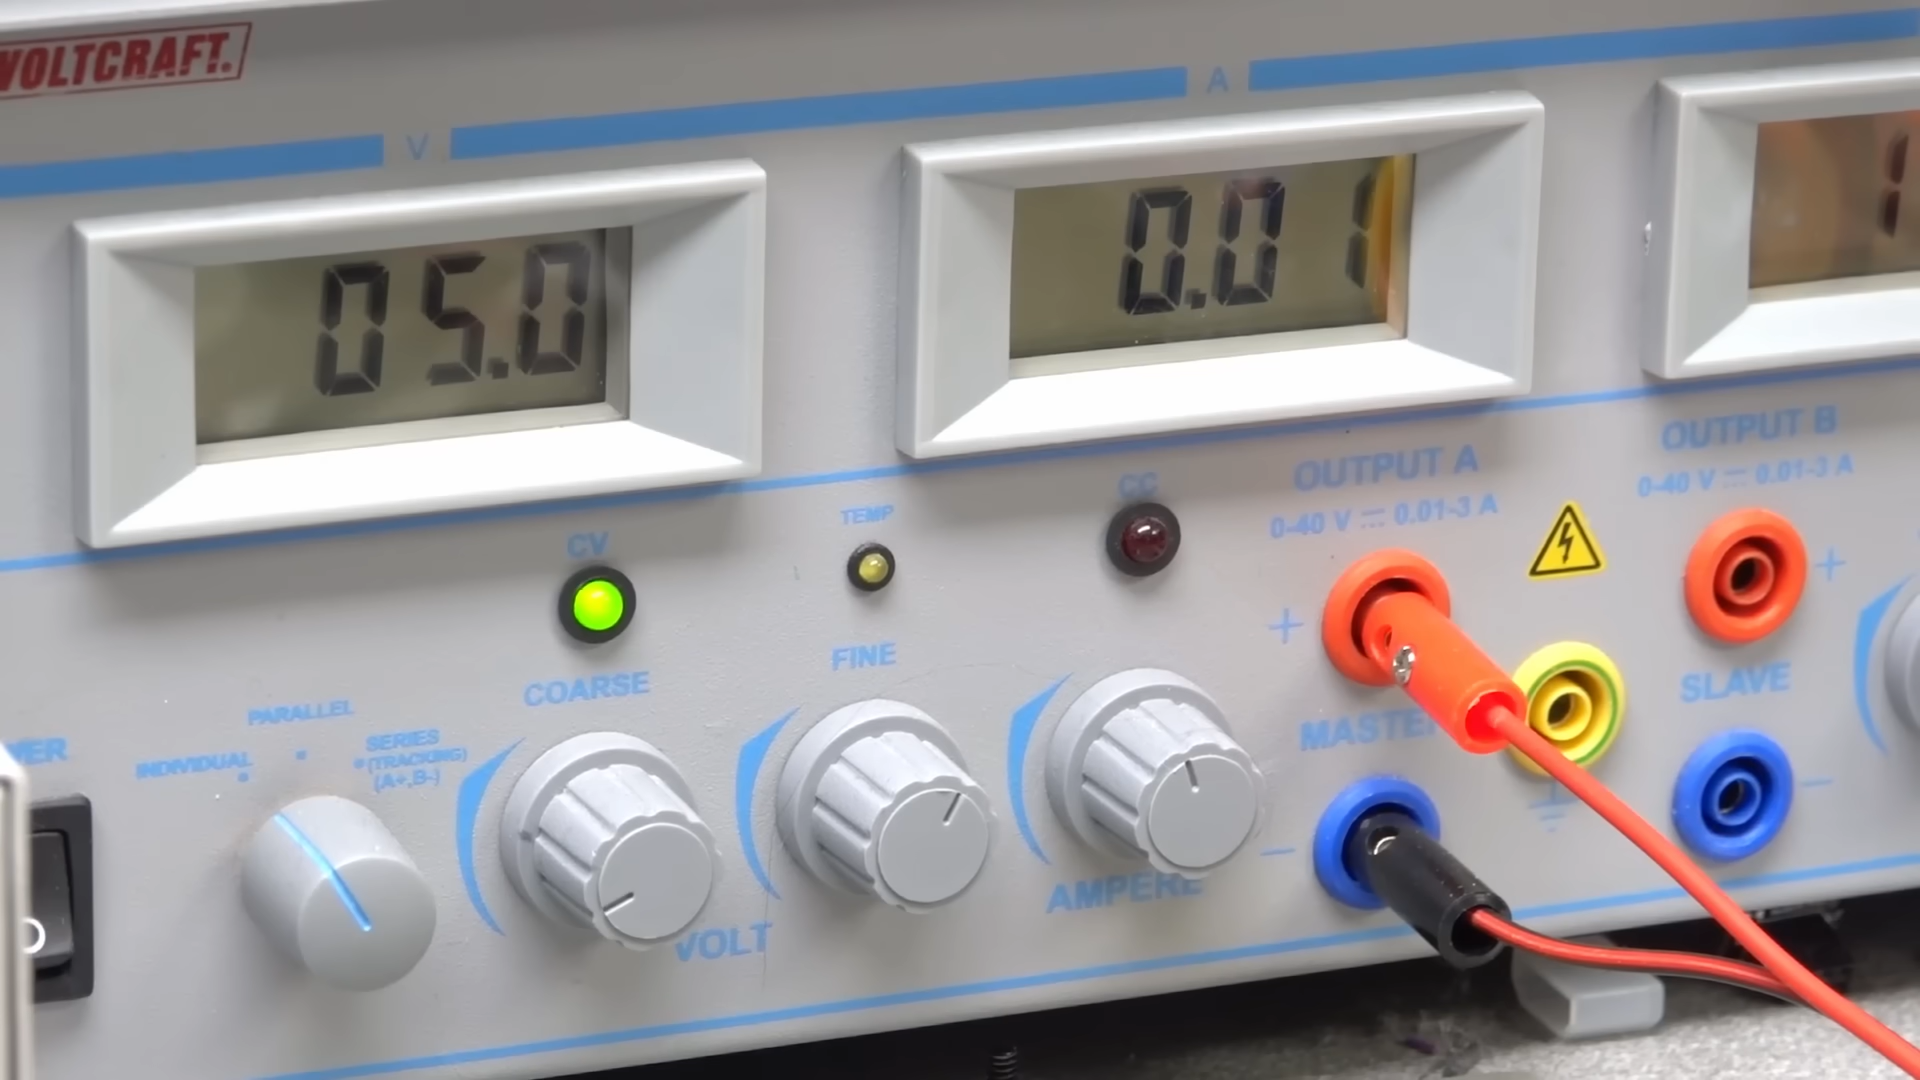 VOLTCRAFT.
V
A
05.0
0.01
OUTPUT A
0-40 V ⎓ 0.01-3 A
OUTPUT B
0-40 V ⎓ 0.01-3 A
CV
TEMP
CC
COARSE
FINE
+
+
PARALLEL
INDIVIDUAL
SERIES
(TRACKING)
(A+,B-)
MASTER
SLAVE
-
-
VOLT
AMPERE